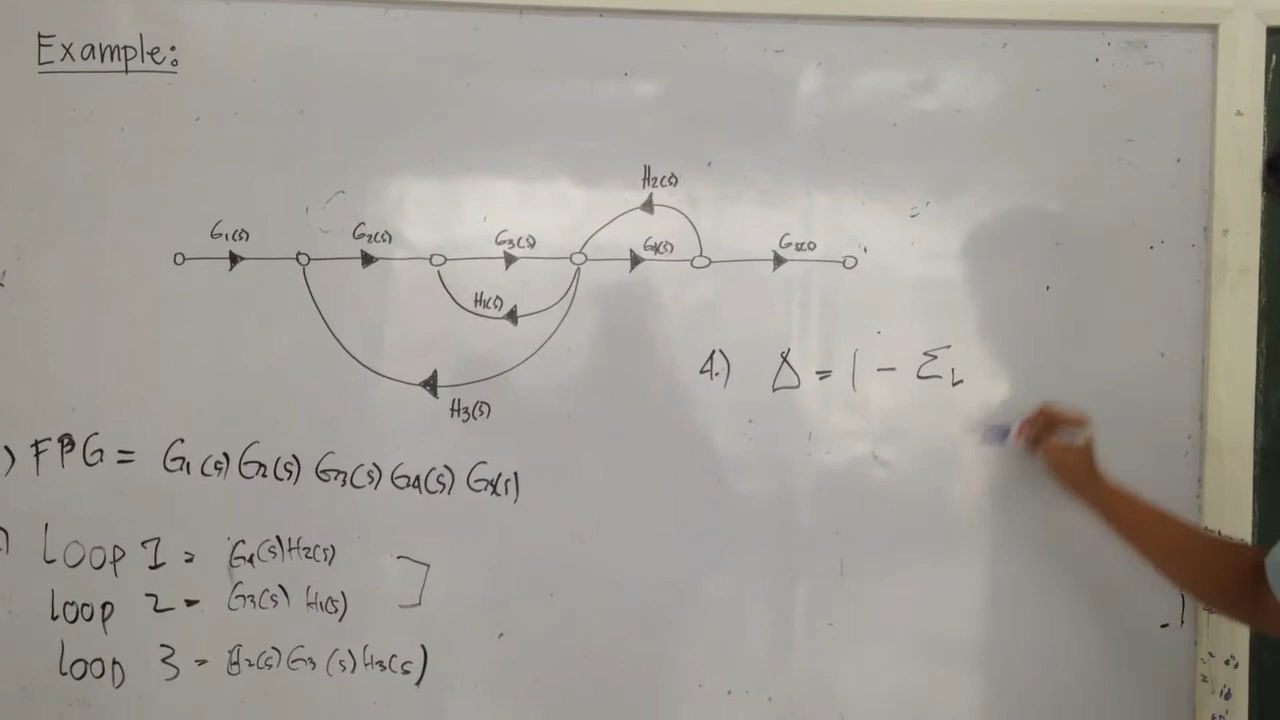 Example:
H2(s)
G1(s) G2(s) G3(s) G4(s)
H1(s)
H3(s)
4.) Δ = 1 - ΣL
) FPG = G1(s) G2(s) G3(s) G4(s) G5(s)
LOOP 1 = G4(s) H2(s)
LOOP 2 = G3(s) H1(s)
LOOP 3 = G2(s) G3(s) H3(s)